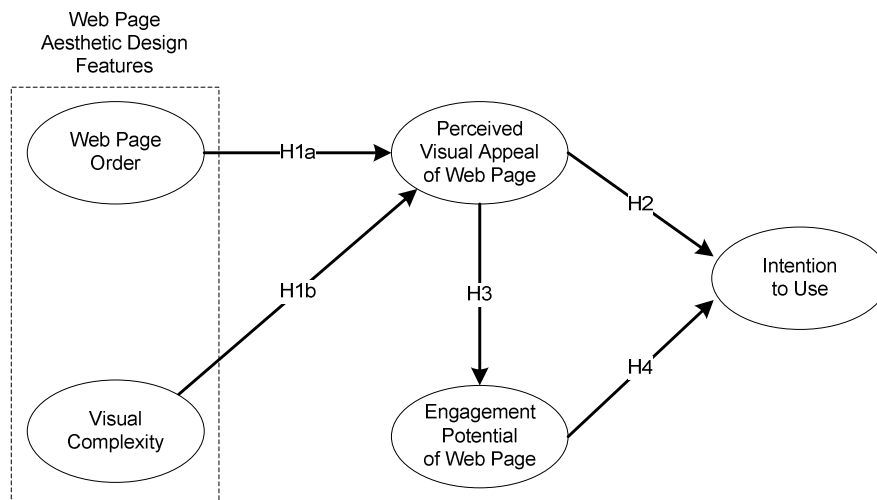 Web Page
Aesthetic Design
Features
Web Page
Order
H1a
Perceived
Visual Appeal
of Web Page
H2
Intention
to Use
H1b
H3
Visual
Complexity
Engagement
Potential
of Web Page
H4